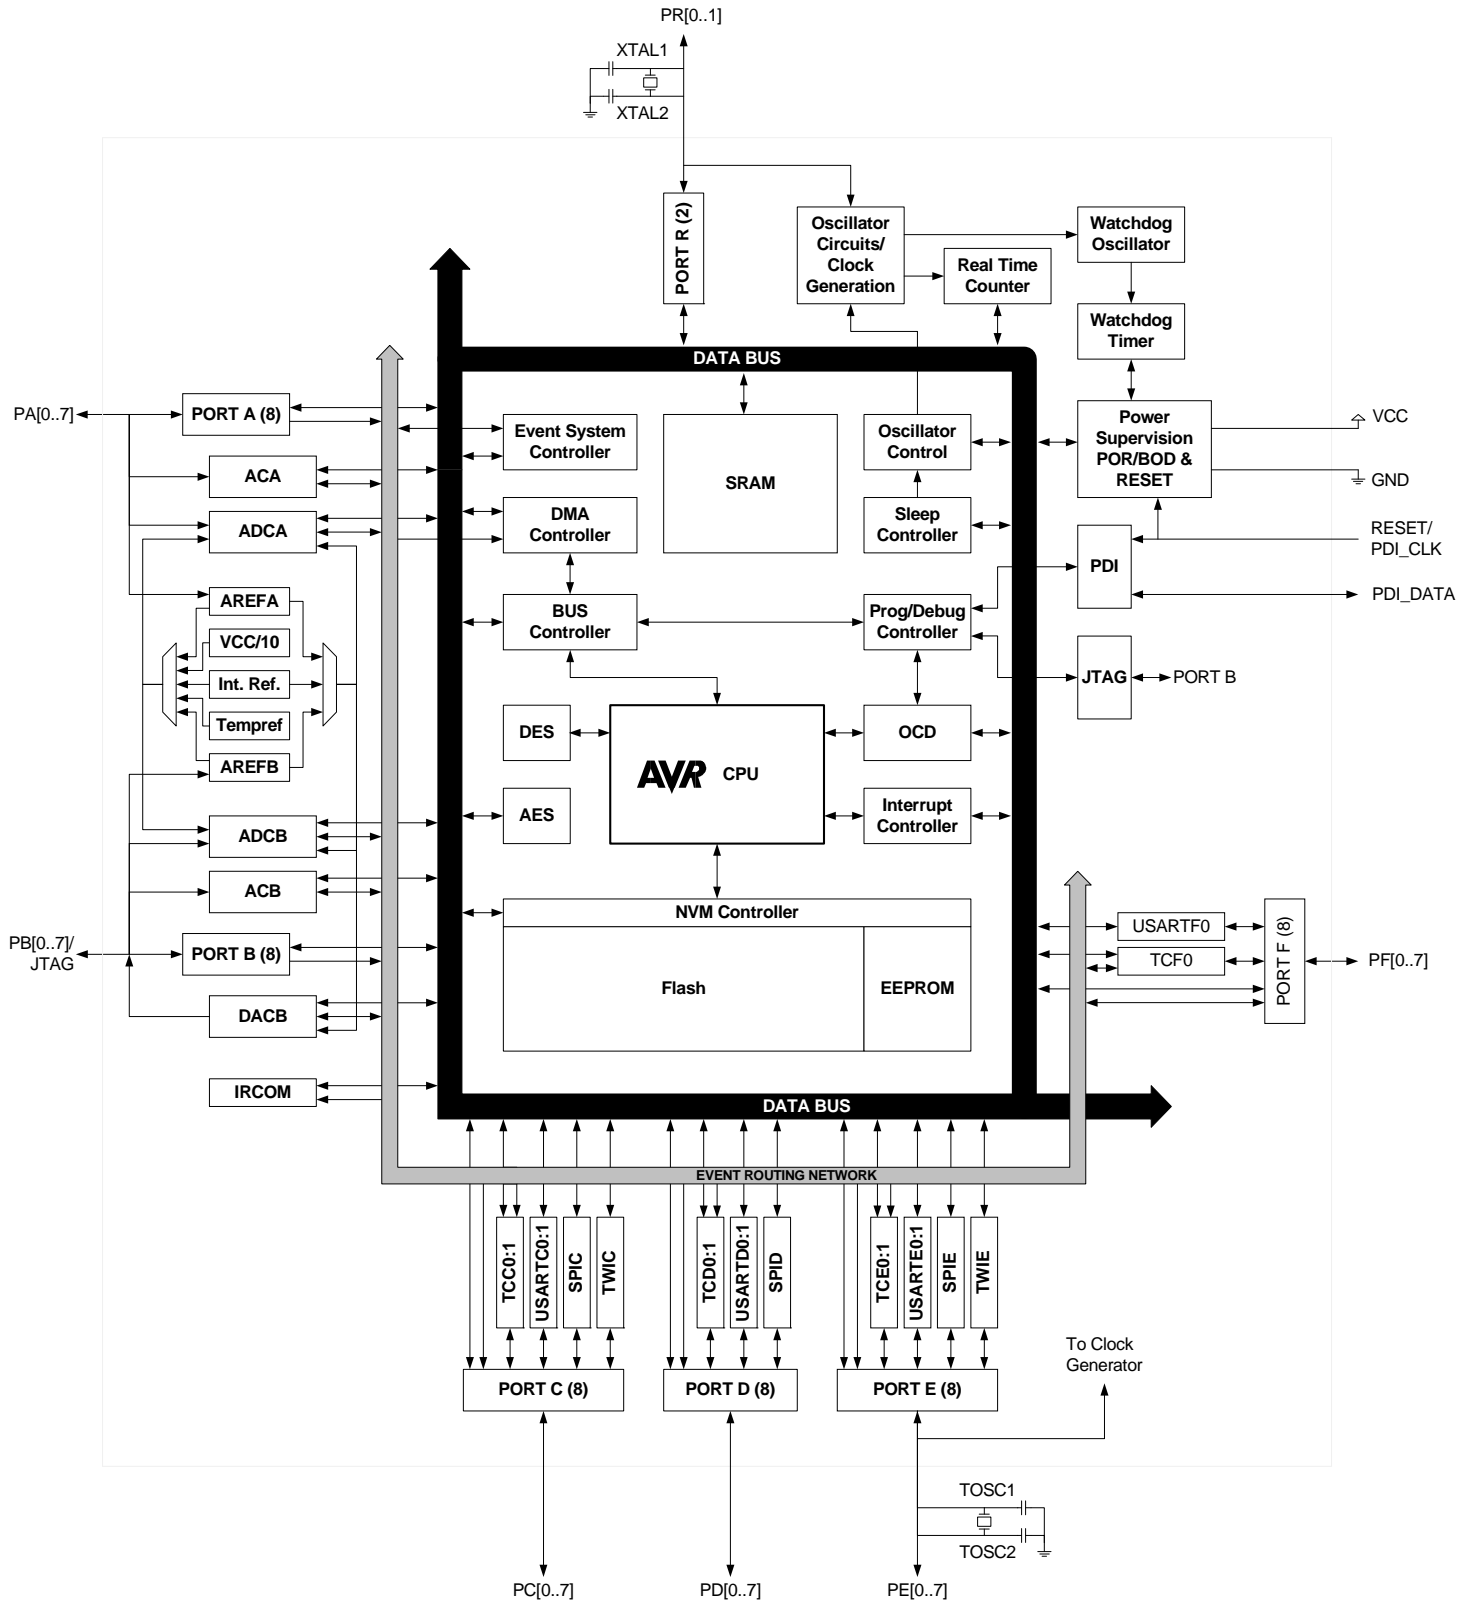 PR[0..1]
XTAL1
XTAL2
PORT R (2)
Oscillator
Circuits/
Clock
Generation
Watchdog
Oscillator
Real Time
Counter
Watchdog
Timer
DATA BUS
PA[0..7]
PORT A (8)
Event System
Controller
SRAM
Oscillator
Control
Power
Supervision
POR/BOD &
RESET
VCC
GND
ACA
ADCA
DMA
Controller
Sleep
Controller
RESET/
PDI_CLK
PDI
PDI_DATA
AREFA
VCC/10
Int. Ref.
Tempref
AREFB
BUS
Controller
Prog/Debug
Controller
JTAG
PORT B
DES
AVR CPU
OCD
AES
Interrupt
Controller
ADCB
ACB
NVM Controller
Flash
EEPROM
PB[0..7]/
JTAG
PORT B (8)
DACB
IRCOM
USARTF0
TCF0
PORT F (8)
PF[0..7]
DATA BUS
EVENT ROUTING NETWORK
TCC0:1
USARTC0:1
SPIC
TWIC
TCD0:1
USARTD0:1
SPID
TCE0:1
USARTE0:1
SPIE
TWIE
To Clock
Generator
PORT C (8)
PORT D (8)
PORT E (8)
TOSC1
TOSC2
PC[0..7]
PD[0..7]
PE[0..7]